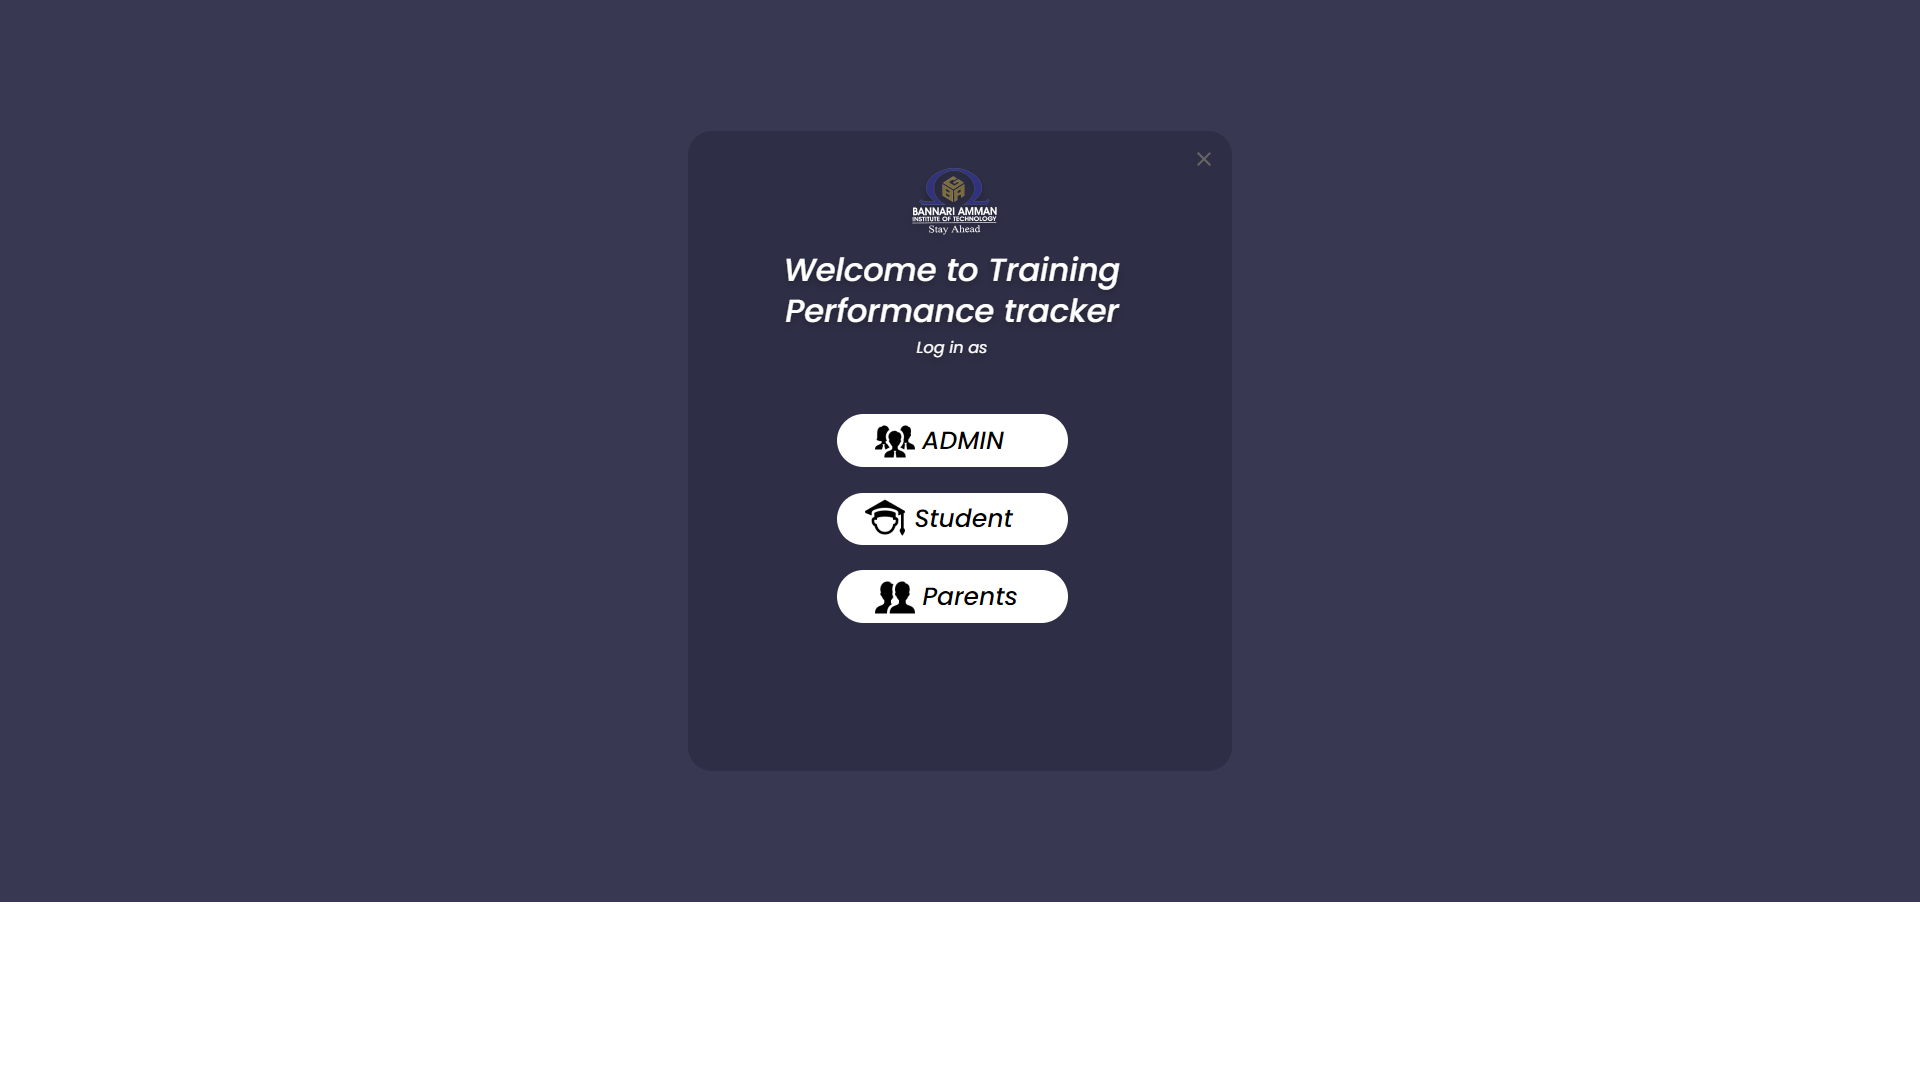 BANNARI AMMAN
INSTITUTE OF TECHNOLOGY
Stay Ahead
Welcome to Training
Performance tracker
Log in as
ADMIN
Student
Parents